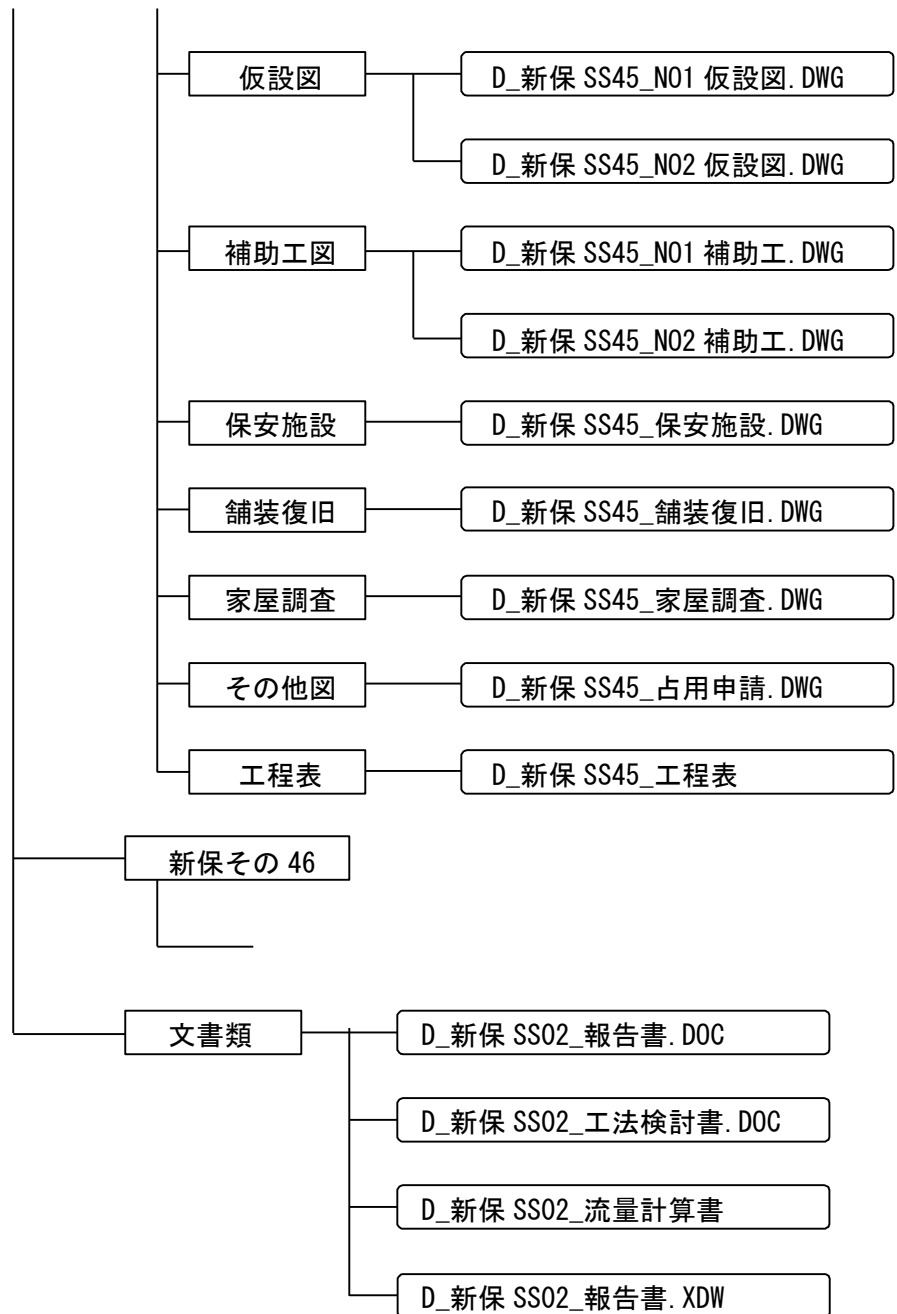 仮設図 D_新保 SS45_NO1 仮設図.DWG
D_新保 SS45_NO2 仮設図.DWG
補助工図 D_新保 SS45_NO1 補助工.DWG
D_新保 SS45_NO2 補助工.DWG
保安施設 D_新保 SS45_保安施設.DWG
舗装復旧 D_新保 SS45_舗装復旧.DWG
家屋調査 D_新保 SS45_家屋調査.DWG
その他図 D_新保 SS45_占用申請.DWG
工程表 D_新保 SS45_工程表
新保その 46
文書類 D_新保 SS02_報告書.DOC
D_新保 SS02_工法検討書.DOC
D_新保 SS02_流量計算書
D_新保 SS02_報告書.XDW